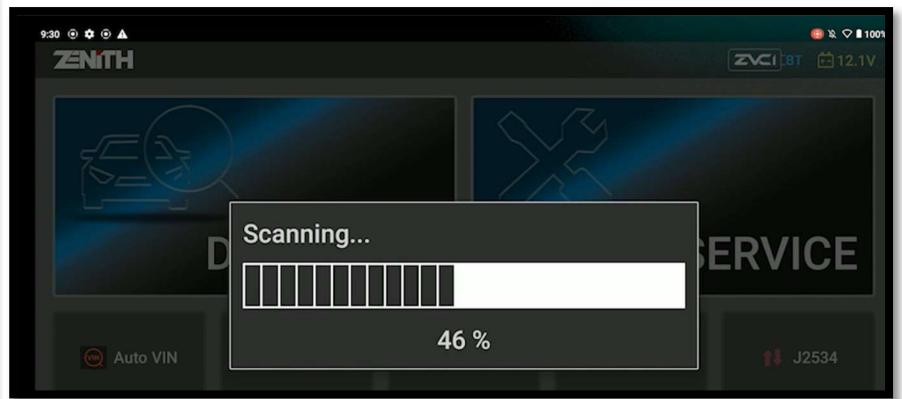 9:30
100%
ZENITH
ZVCI
BT
12.1V
D
SERVICE
Scanning...
46 %
Auto VIN
J2534